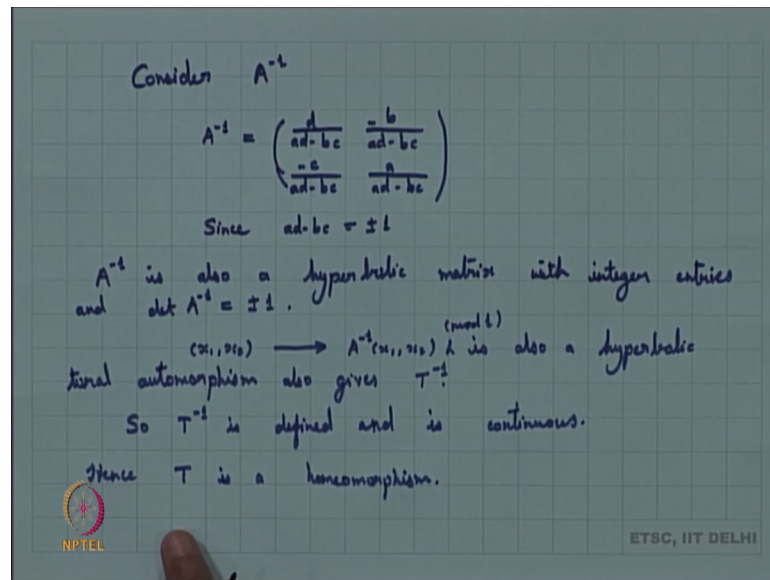 Consider A⁻¹
A⁻¹ = ( d/ad-bc  -b/ad-bc
-c/ad-bc  a/ad-bc )
Since ad-bc = ±1
A⁻¹ is also a hyperbolic matrix with integer entries
and det A⁻¹ = ±1.
(x₁, x₂) → A⁻¹(x₁, x₂) (mod 1) & is also a hyperbolic
toral automorphism also gives T⁻¹.
So T⁻¹ is defined and is continuous.
Hence T is a homeomorphism.
NPTEL
ETSC, IIT DELHI